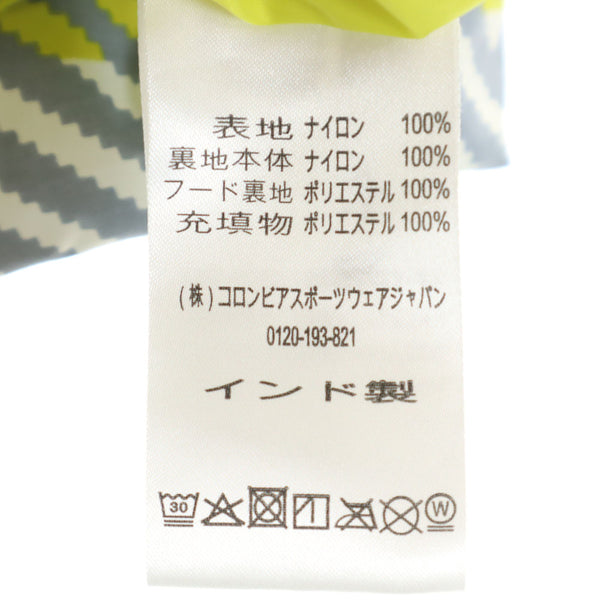 表地 ナイロン 100%
裏地本体 ナイロン 100%
フード裏地 ポリエステル 100%
充填物 ポリエステル 100%
(株)コロンビアスポーツウェアジャパン
0120-193-821
インド製
30 W